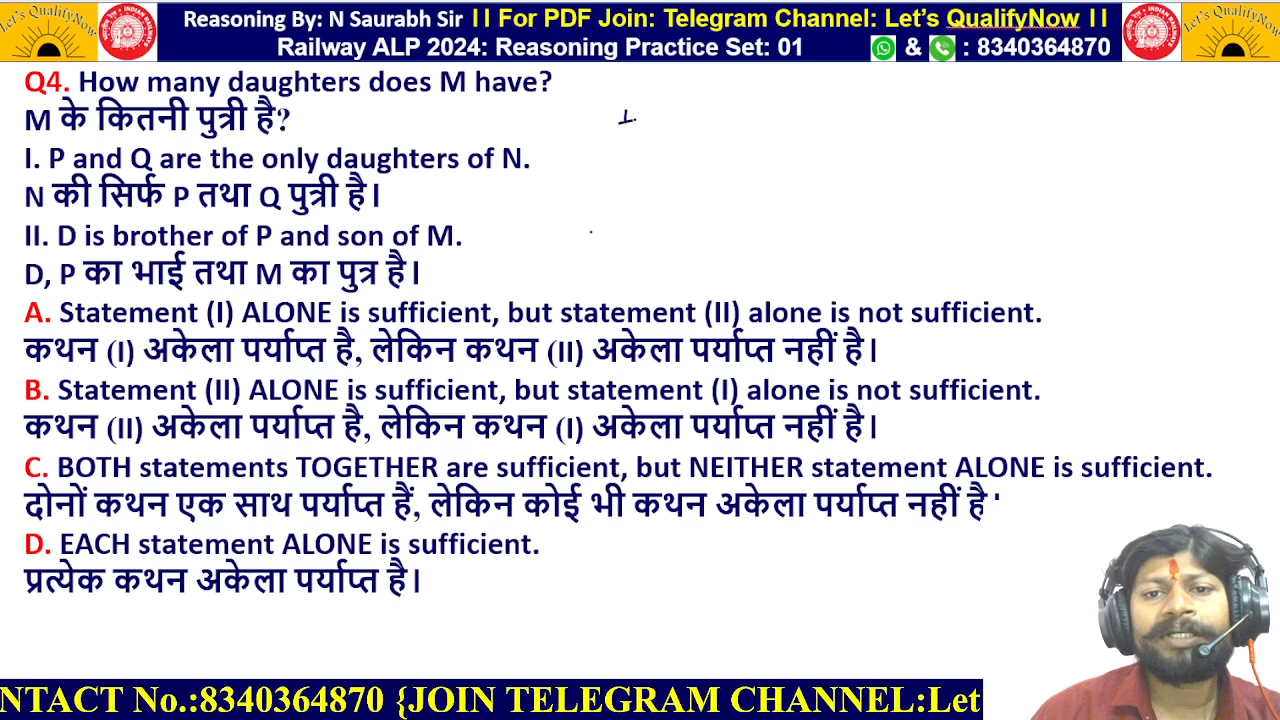 Reasoning By: N Saurabh Sir II For PDF Join: Telegram Channel: Let's QualifyNow II
Railway ALP 2024: Reasoning Practice Set: 01 & : 8340364870
Let's QualifyNow
Let's QualifyNow
Q4. How many daughters does M have?
M के कितनी पुत्री है?
I. P and Q are the only daughters of N.
N की सिर्फ P तथा Q पुत्री है।
II. D is brother of P and son of M.
D, P का भाई तथा M का पुत्र है।
A. Statement (I) ALONE is sufficient, but statement (II) alone is not sufficient.
कथन (I) अकेला पर्याप्त है, लेकिन कथन (II) अकेला पर्याप्त नहीं है।
B. Statement (II) ALONE is sufficient, but statement (I) alone is not sufficient.
कथन (II) अकेला पर्याप्त है, लेकिन कथन (I) अकेला पर्याप्त नहीं है।
C. BOTH statements TOGETHER are sufficient, but NEITHER statement ALONE is sufficient.
दोनों कथन एक साथ पर्याप्त हैं, लेकिन कोई भी कथन अकेला पर्याप्त नहीं है
D. EACH statement ALONE is sufficient.
प्रत्येक कथन अकेला पर्याप्त है।
NTACT No.:8340364870 {JOIN TELEGRAM CHANNEL:Let